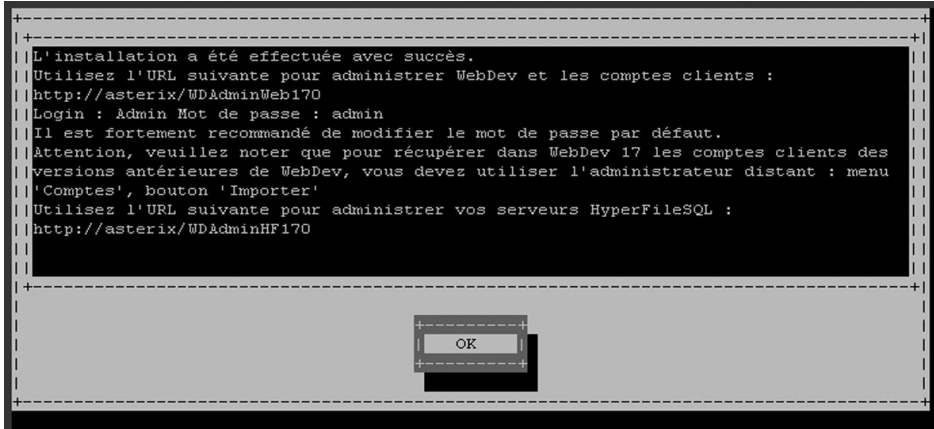 L'installation a été effectuée avec succès.
Utilisez l'URL suivante pour administrer WebDev et les comptes clients :
http://asterix/WDAdminWeb170
Login : Admin Mot de passe : admin
Il est fortement recommandé de modifier le mot de passe par défaut.
Attention, veuillez noter que pour récupérer dans WebDev 17 les comptes clients des
versions antérieures de WebDev, vous devez utiliser l'administrateur distant : menu
'Comptes', bouton 'Importer'
Utilisez l'URL suivante pour administrer vos serveurs HyperFileSQL :
http://asterix/WDAdminHF170
OK